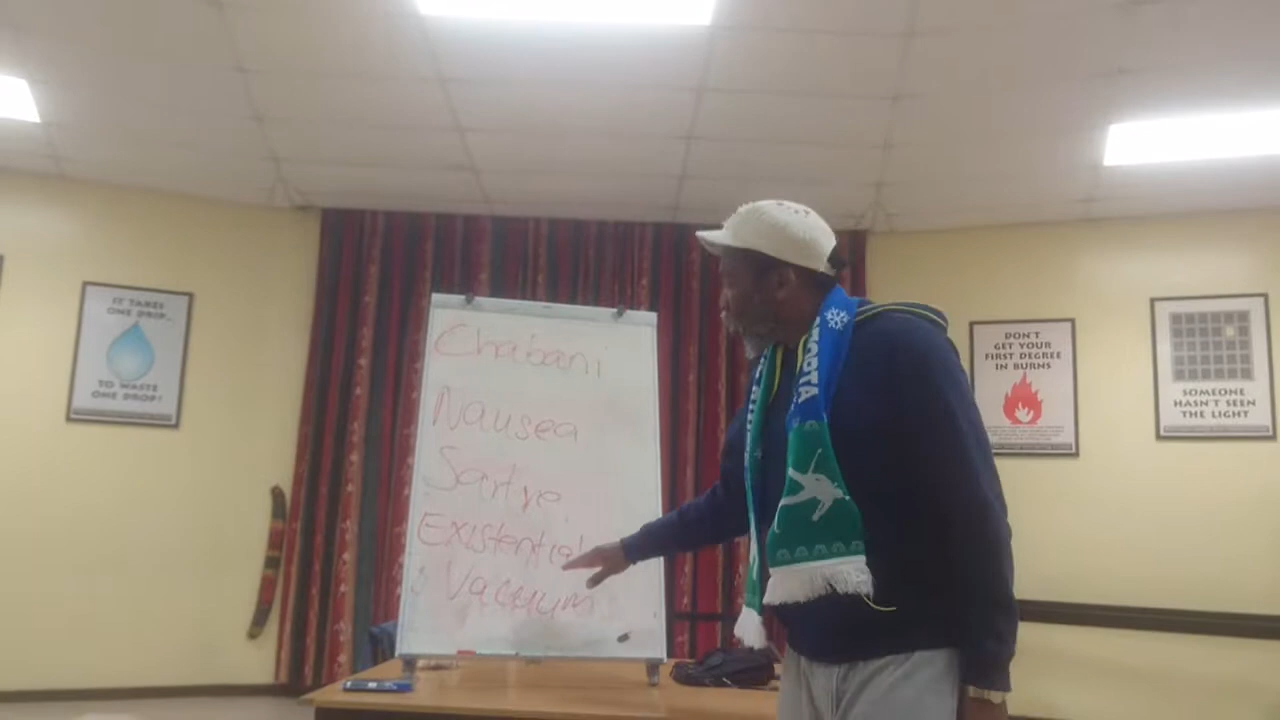 IT TAKES
ONE DROP...
TO WASTE
ONE DROP!
Chabani
Nausea
Sartre
Existential
Vacuum
DON'T
GET YOUR
FIRST DEGREE
IN BURNS
SOMEONE
HASN'T SEEN
THE LIGHT